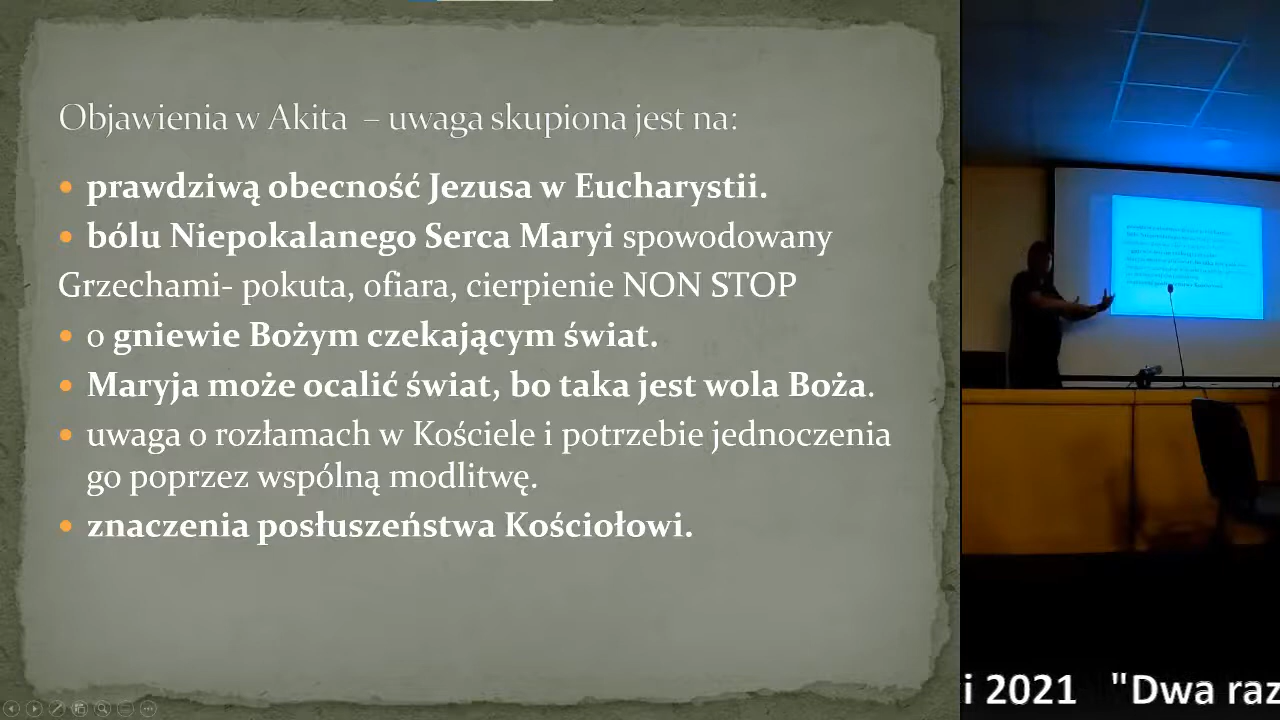 Objawienia w Akita – uwaga skupiona jest na:
• prawdziwą obecność Jezusa w Eucharystii.
• bólu Niepokalanego Serca Maryi spowodowany
Grzechami- pokuta, ofiara, cierpienie NON STOP
• o gniewie Bożym czekającym świat.
• Maryja może ocalić świat, bo taka jest wola Boża.
• uwaga o rozłamach w Kościele i potrzebie jednoczenia
go poprzez wspólną modlitwę.
• znaczenia posłuszeństwa Kościołowi.
i 2021 "Dwa raz